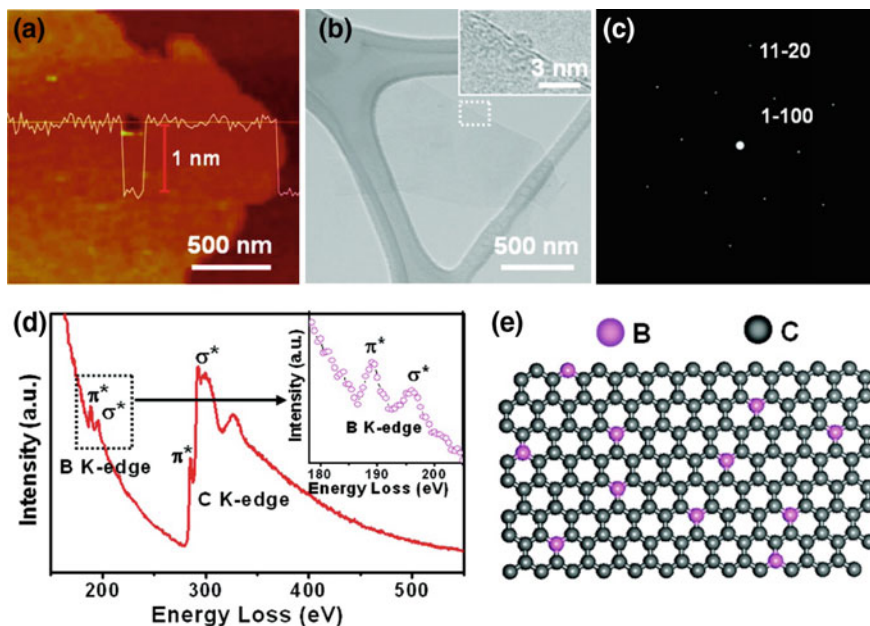 (a)
1 nm
500 nm
(b)
3 nm
500 nm
(c)
11-20
1-100
(d)
Intensity (a.u.)
π*
σ*
B K-edge
π*
σ*
C K-edge
200 300 400 500
Energy Loss (eV)
Intensity (a.u.)
π*
σ*
B K-edge
180 190 200
Energy Loss (eV)
(e)
B C